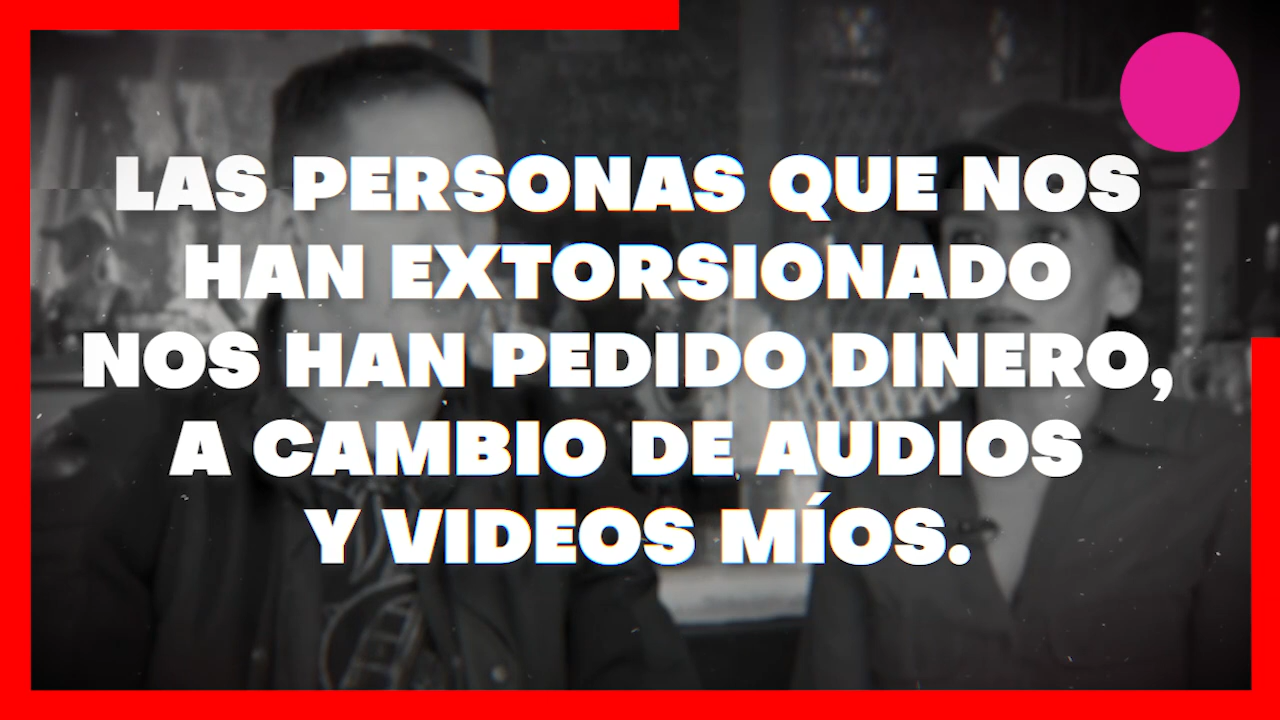 LAS PERSONAS QUE NOS
HAN EXTORSIONADO
NOS HAN PEDIDO DINERO,
A CAMBIO DE AUDIOS
Y VIDEOS MÍOS.